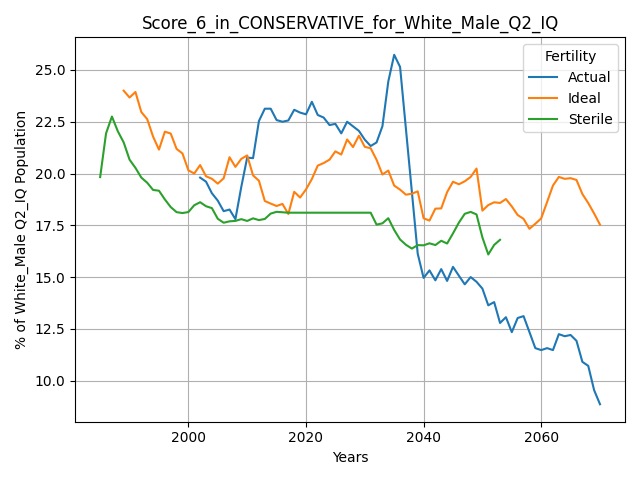 Score_6_in_CONSERVATIVE_for_White_Male_Q2_IQ
Fertility
Actual
Ideal
Sterile
% of White_Male Q2_IQ Population
25.0
22.5
20.0
17.5
15.0
12.5
10.0
2000
2020
2040
2060
Years